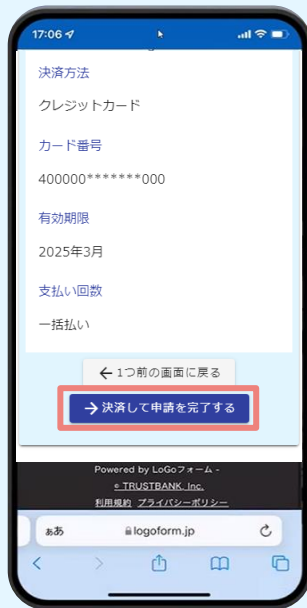 17:06
決済方法
クレジットカード
カード番号
400000*******000
有効期限
2025年3月
支払い回数
一括払い
←1つ前の画面に戻る
→決済して申請を完了する
Powered by LoGoフォーム -
© TRUSTBANK, Inc.
利用規約 プライバシーポリシー
ああ logoform.jp